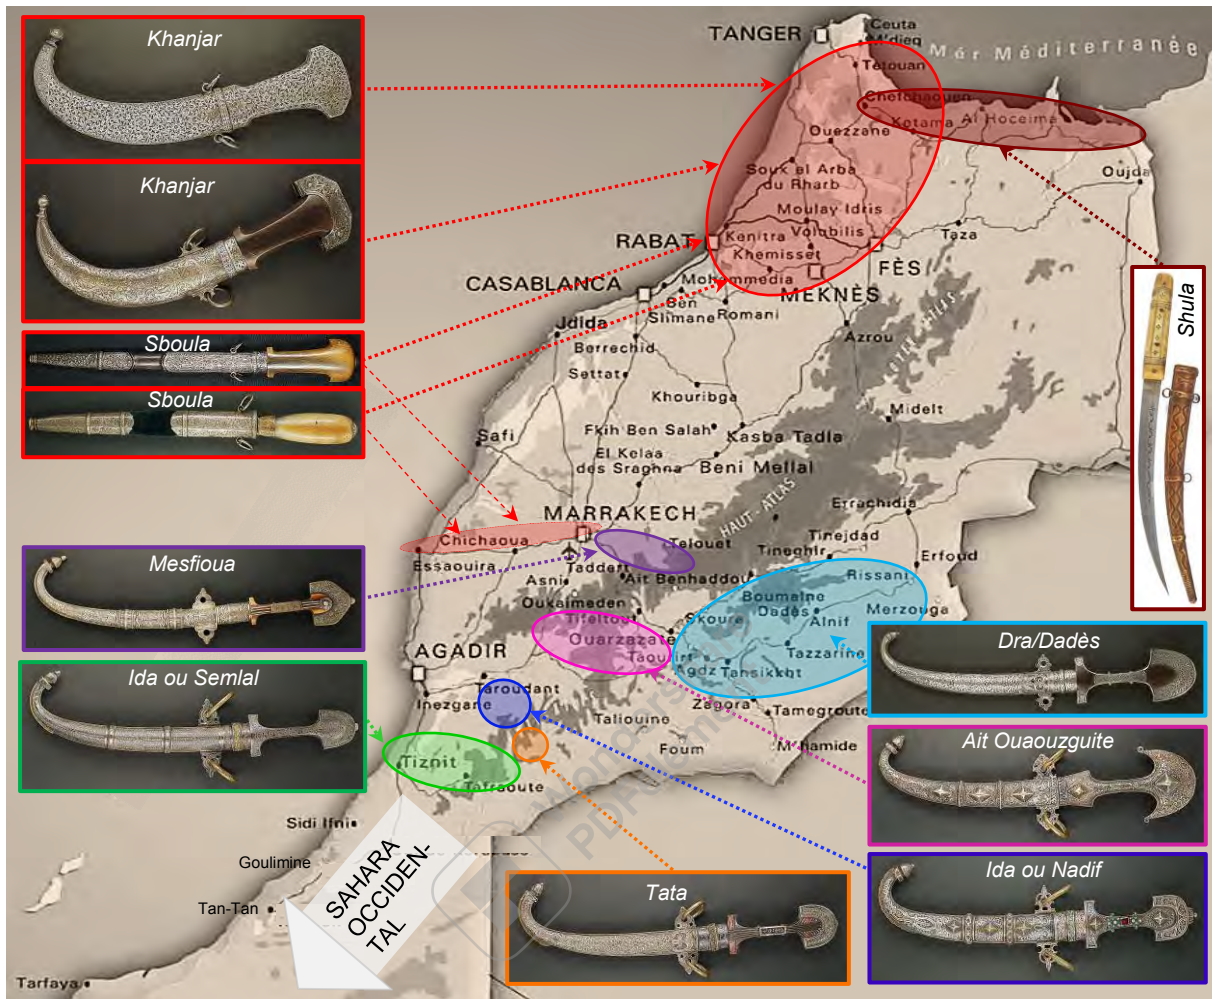 Khanjar
Khanjar
Sboula
Sboula
Mesfioua
Ida ou Semlal
Shula
Dra/Dadès
Ait Ouaouzguite
Ida ou Nadif
Tata
TANGER
Ceuta
M'dieq
Mér Méditerranée
Tétouan
Chefchaouen
Ketama
Al Hoceima
Ouezzane
Oujda
Souk el Arba
du Rharb
Moulay Idris
RABAT
Kenitra
Volubilis
Taza
Khemisset
FÈS
CASABLANCA
Mohammedia
MEKNÈS
Ben
Slimane
Romani
Jdida
Azrou
Berrechid
Settat
Khouribga
Midelt
Safi
Fkih Ben Salah
Kasba Tadla
El Kelaa
des Sraghna
Beni Mellal
HAUT-ATLAS
Errachidia
MARRAKECH
Chichaoua
Telouet
Tinejdad
Tineghir
Erfoud
Essaouira
Taddert
Ait Benhaddou
Rissani
Asni
Boumalne
Dadès
Oukaimeden
Merzouga
Tifeltout
Skoura
Alnif
Ouarzazate
AGADIR
Taourirt
Tazzarine
Agdz
Tansikkht
Taroudant
Inezgane
Zagora
Tamegroute
Taliouine
Foum
M'hamide
Tiznit
Tafraoute
Sidi Ifni
Goulimine
Tan-Tan
Tarfaya
SAHARA
OCCIDEN-
TAL